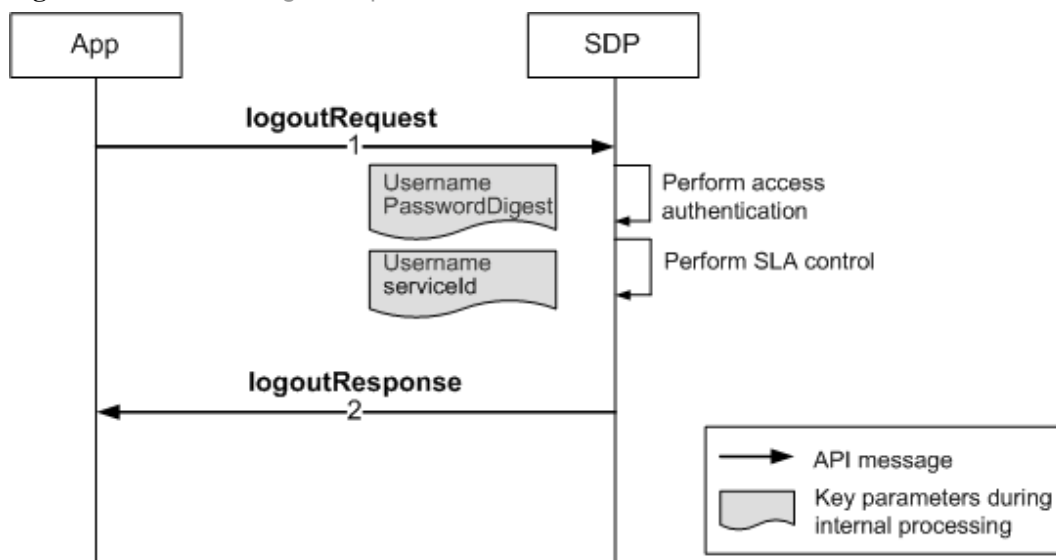 App
SDP
logoutRequest
1
Username
PasswordDigest
Perform access
authentication
Username
serviceId
Perform SLA control
logoutResponse
2
API message
Key parameters during
internal processing